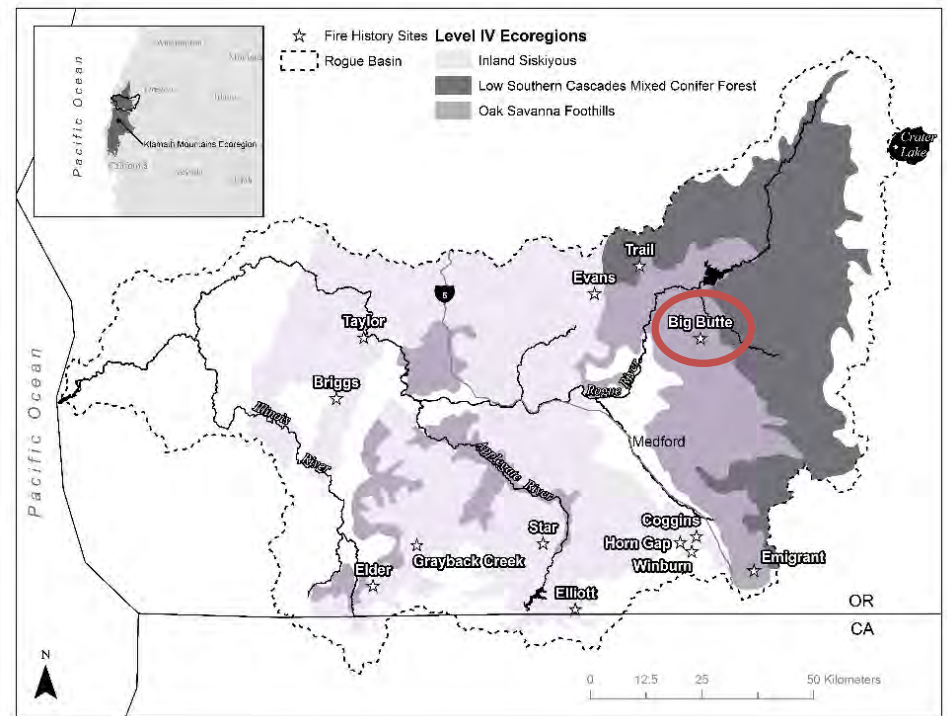 Fire History Sites
Rogue Basin
Level IV Ecoregions
Inland Siskiyous
Low Southern Cascades Mixed Conifer Forest
Oak Savanna Foothills
Pacific Ocean
Klamath Mountains Ecoregion
Crater
Lake
Trail
Evans
5
Big Butte
Taylor
Rogue River
Briggs
Pacific Ocean
Illinois
River
Medford
Applegate River
Coggins
Star
Horn Gap
Grayback Creek
Winburn
Emigrant
Elder
Elliott
OR
CA
N
0 12.5 25 50 Kilometers